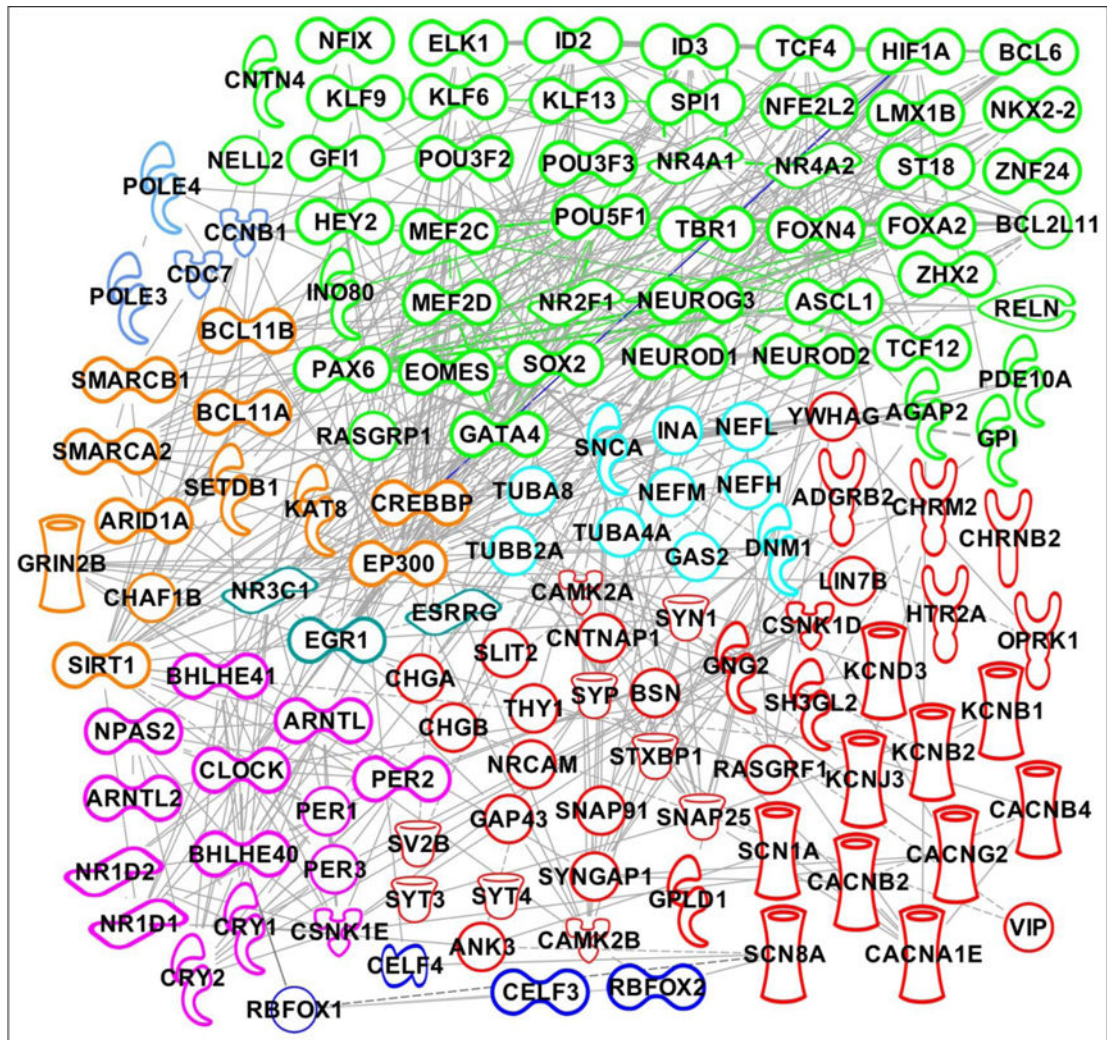 NFIX ELK1 ID2 ID3 TCF4 HIF1A BCL6
CNTN4
KLF9 KLF6 KLF13 SPI1 NFE2L2 LMX1B NKX2-2
NELL2 GFI1 POU3F2 POU3F3 NR4A1 NR4A2 ST18 ZNF24
POLE4
CCNB1 HEY2 MEF2C POU5F1 TBR1 FOXN4 FOXA2 BCL2L11
CDC7 ZHX2
POLE3 INO80 MEF2D NR2F1 NEUROG3 ASCL1 RELN
BCL11B
SMARCB1 PAX6 EOMES SOX2 NEUROD1 NEUROD2 TCF12 PDE10A
BCL11A RASGRP1 GATA4 SNCA INA NEFL YWHAG AGAP2 GPI
SMARCA2
SETDB1 KAT8 CREBBP TUBA8 NEFM NEFH ADGRB2 CHRM2
ARID1A TUBA4A CHRNB2
GRIN2B EP300 TUBB2A GAS2 DNM1
CHAF1B NR3C1 ESRRG CAMK2A LIN7B
SYN1 CSNK1D HTR2A
EGR1 SLIT2 CNTNAP1 OPRK1
SIRT1 BHLHE41 CHGA GNG2 KCND3
NPAS2 ARNTL CHGB THY1 SYP BSN SH3GL2 KCNB1
CLOCK PER2 NRCAM STXBP1 RASGRF1 KCNJ3 KCNB2
ARNTL2 PER1 GAP43 SNAP91 SNAP25 CACNB4
SV2B
NR1D2 BHLHE40 PER3 SYT3 SYT4 SYNGAP1 GPLD1 SCN1A CACNB2 CACNG2
NR1D1 CRY1 CSNK1E ANK3 CAMK2B VIP
CRY2 CELF4 SCN8A CACNA1E
RBFOX1 CELF3 RBFOX2